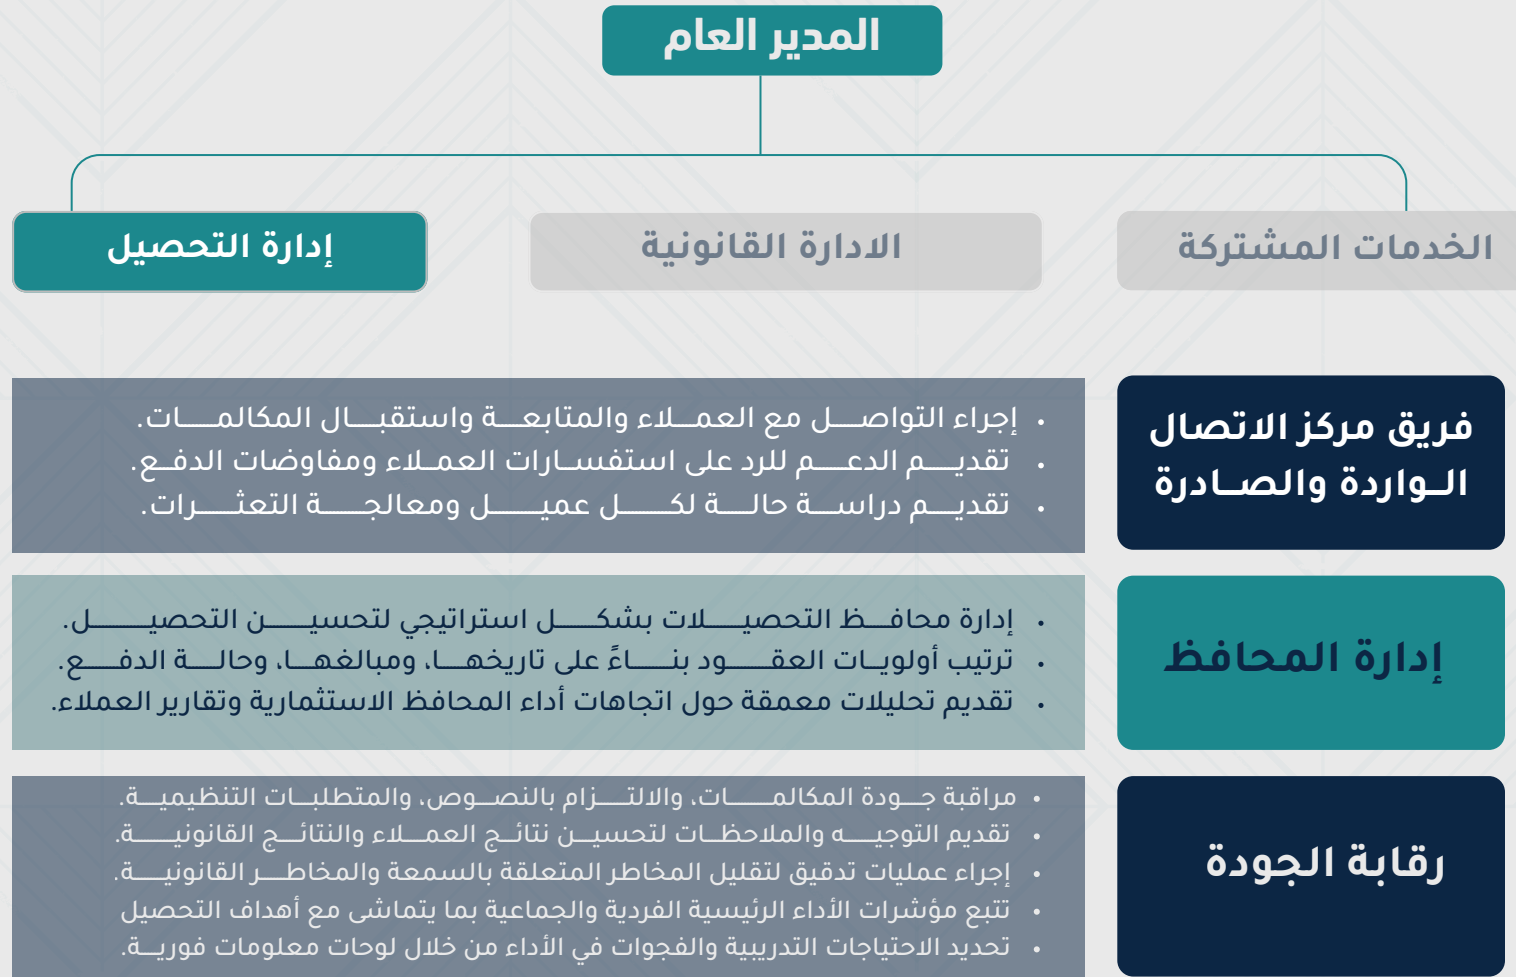 المدير العام
الخدمات المشتركة
الادارة القانونية
إدارة التحصيل
فريق مركز الاتصال
الـواردة والصـادرة
• إجراء التواصل مع العملاء والمتابعة واستقبال المكالمات.
• تقديم الدعم للرد على استفسارات العملاء ومفاوضات الدفع.
• تقديم دراسة حالة لكل عميل ومعالجة التعثرات.
إدارة المحافظ
• إدارة محافظ التحصيلات بشكل استراتيجي لتحسين التحصيل.
• ترتيب أولويات العقود بناءً على تاريخها، ومبالغها، وحالة الدفع.
• تقديم تحليلات معمقة حول اتجاهات أداء المحافظ الاستثمارية وتقارير العملاء.
رقابة الجودة
• مراقبة جودة المكالمات، والالتزام بالنصوص، والمتطلبات التنظيمية.
• تقديم التوجيه والملاحظات لتحسين نتائج العملاء والنتائج القانونية.
• إجراء عمليات تدقيق لتقليل المخاطر المتعلقة بالسمعة والمخاطر القانونية.
• تتبع مؤشرات الأداء الرئيسية الفردية والجماعية بما يتماشى مع أهداف التحصيل
• تحديد الاحتياجات التدريبية والفجوات في الأداء من خلال لوحات معلومات فورية.